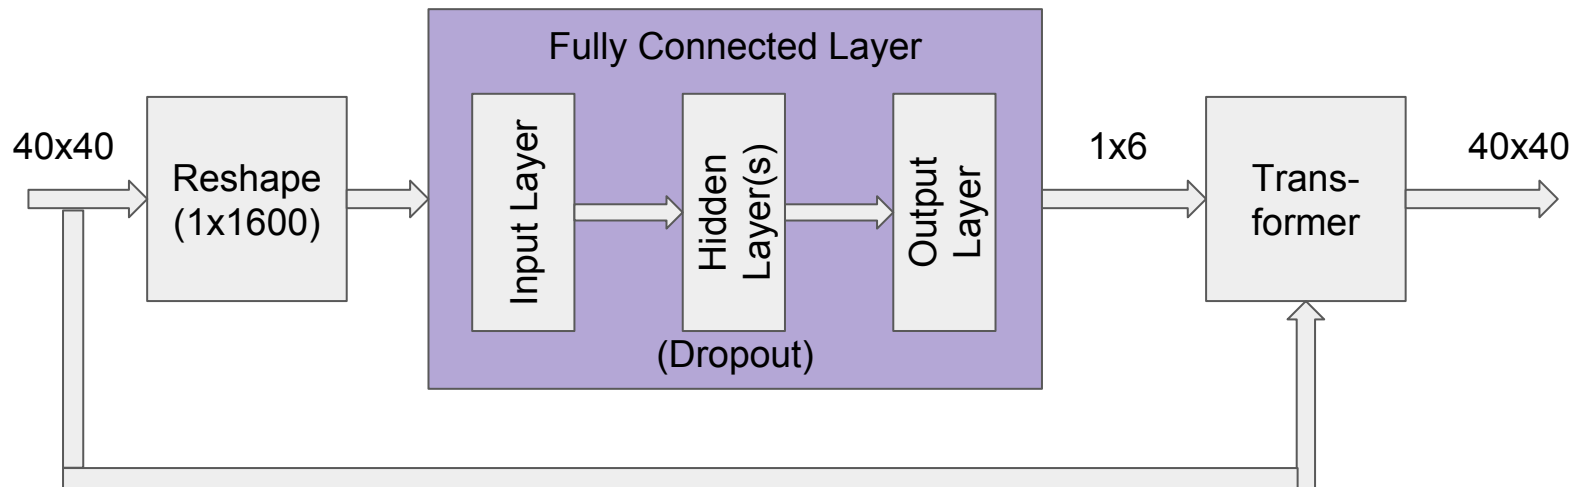 Fully Connected Layer
40x40
Reshape
(1x1600)
Input Layer
Hidden
Layer(s)
Output
Layer
(Dropout)
1x6
Trans-
former
40x40